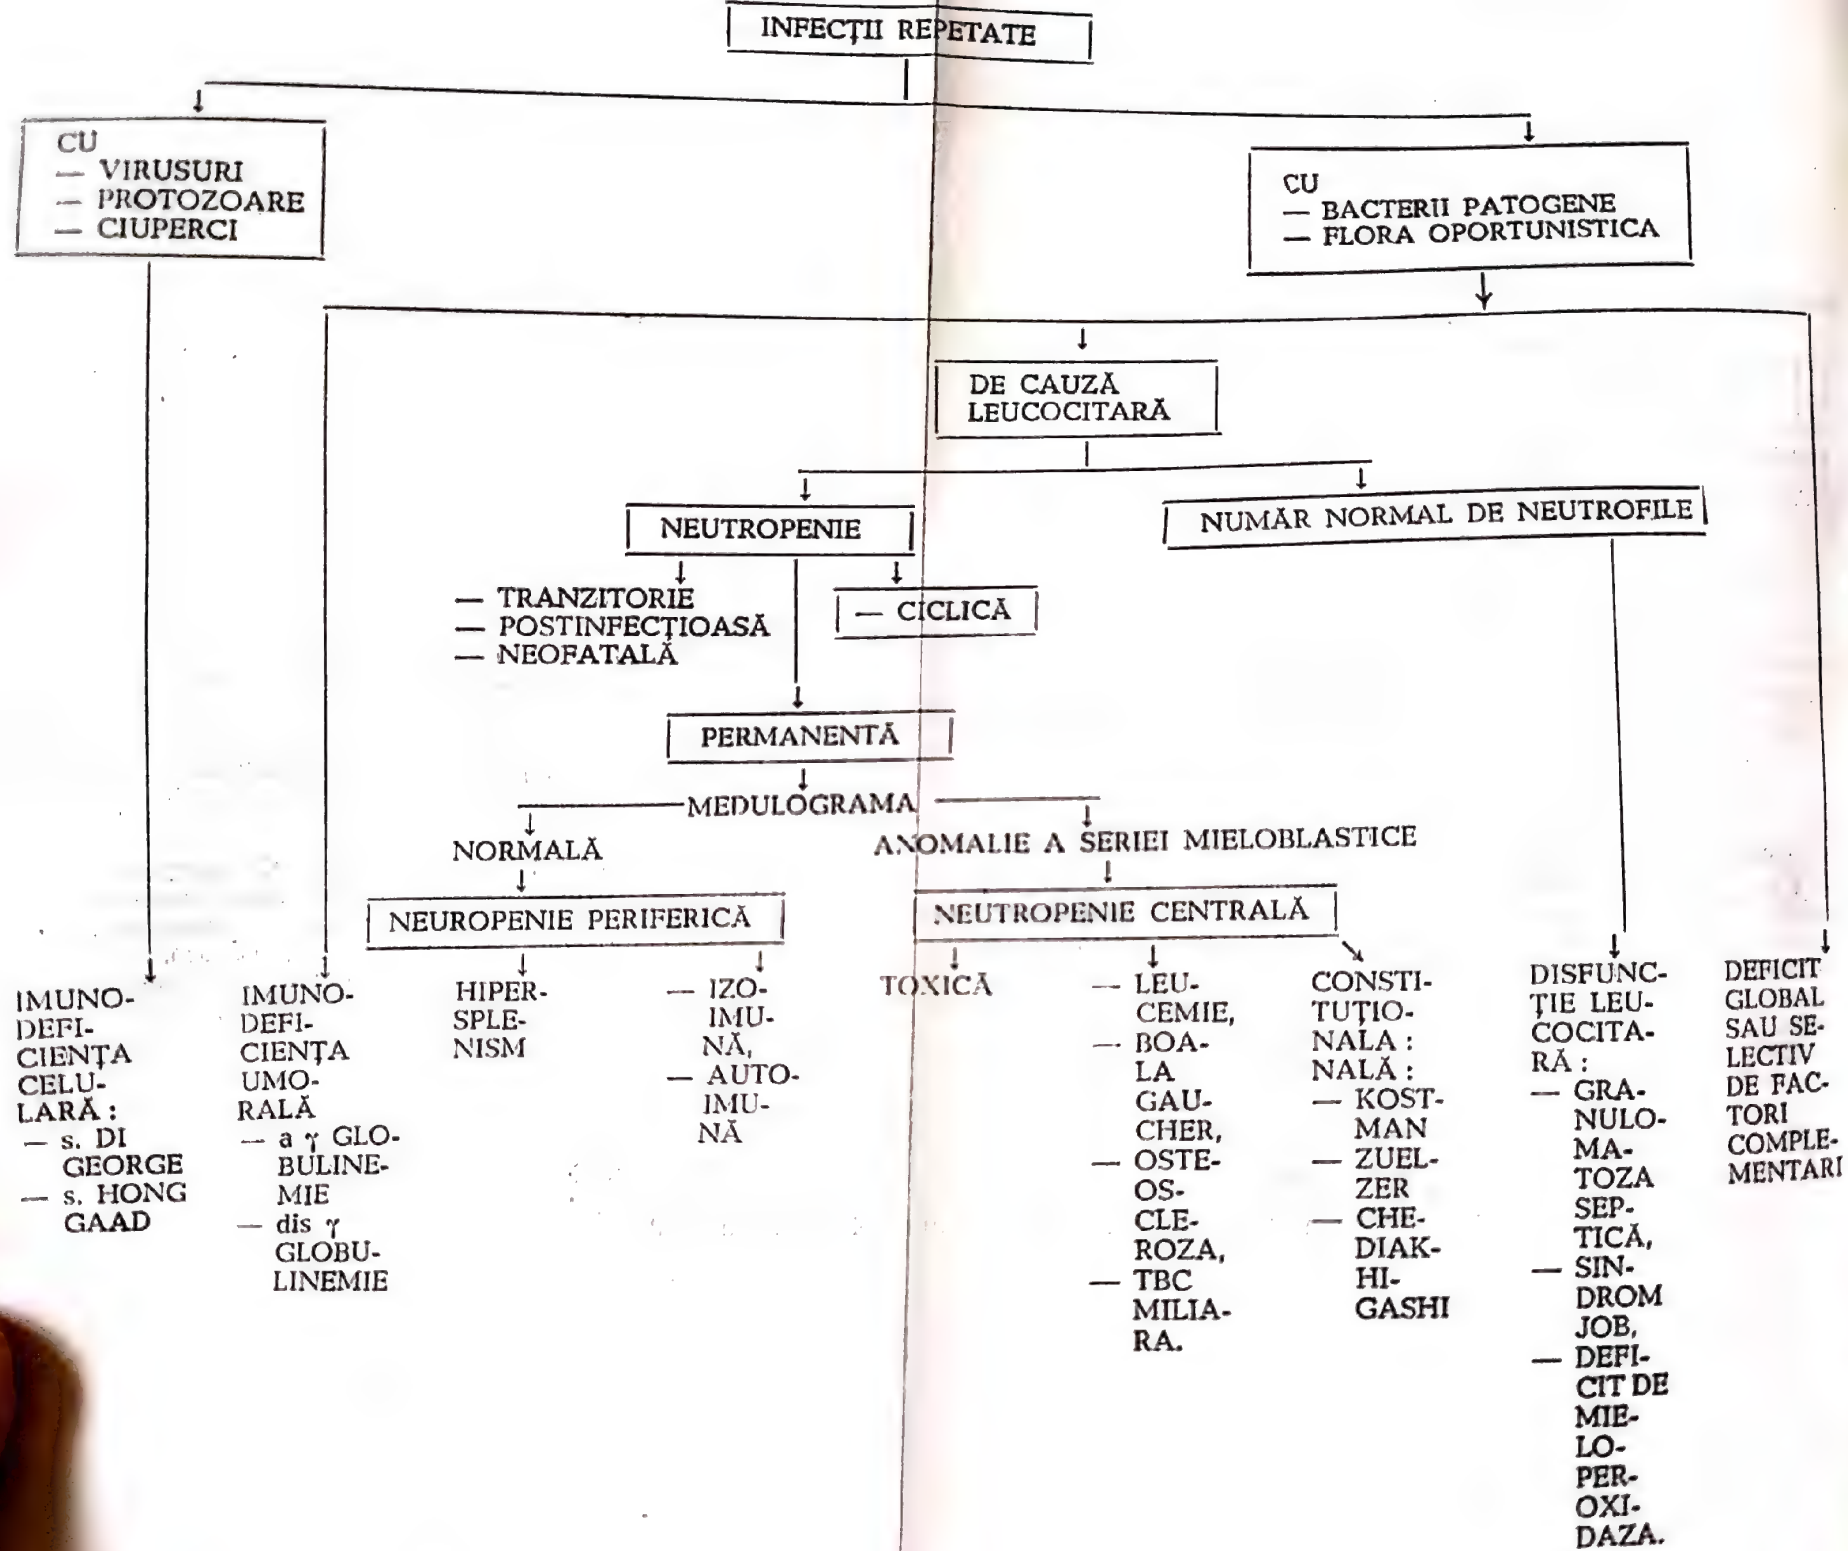 INFECȚII REPETATE
CU
— VIRUSURI
— PROTOZOARE
— CIUPERCI
CU
— BACTERII PATOGENE
— FLORA OPORTUNISTICA
DE CAUZĂ
LEUCOCITARĂ
NEUTROPENIE
NUMĂR NORMAL DE NEUTROFILE
— TRANZITORIE
— POSTINFECȚIOASĂ
— NEOFATALĂ
— CICLICĂ
PERMANENTĂ
MEDULOGRAMA
NORMALĂ
ANOMALIE A SERIEI MIELOBLASTICE
NEUROPENIE PERIFERICĂ
NEUTROPENIE CENTRALĂ
IMUNO-
DEFI-
CIENȚA
CELU-
LARĂ :
— s. DI
GEORGE
— s. HONG
GAAD
IMUNO-
DEFI-
CIENȚA
UMO-
RALĂ
— a γ GLO-
BULINE-
MIE
— dis γ
GLOBU-
LINEMIE
HIPER-
SPLE-
NISM
— IZO-
IMU-
NĂ,
— AUTO-
IMU-
NĂ
TOXICĂ
— LEU-
CEMIE,
— BOA-
LA
GAU-
CHER,
— OSTE-
OS-
CLE-
ROZA,
— TBC
MILIA-
RA.
CONSTI-
TUȚIO-
NALA :
NALĂ :
— KOST-
MAN
— ZUEL-
ZER
— CHE-
DIAK-
HI-
GASHI
DISFUNC-
ȚIE LEU-
COCITA-
RĂ :
— GRA-
NULO-
MA-
TOZA
SEP-
TICĂ,
— SIN-
DROM
JOB,
— DEFI-
CIT DE
MIE-
LO-
PER-
OXI-
DAZA.
DEFICIT
GLOBAL
SAU SE-
LECTIV
DE FAC-
TORI
COMPLE-
MENTARI